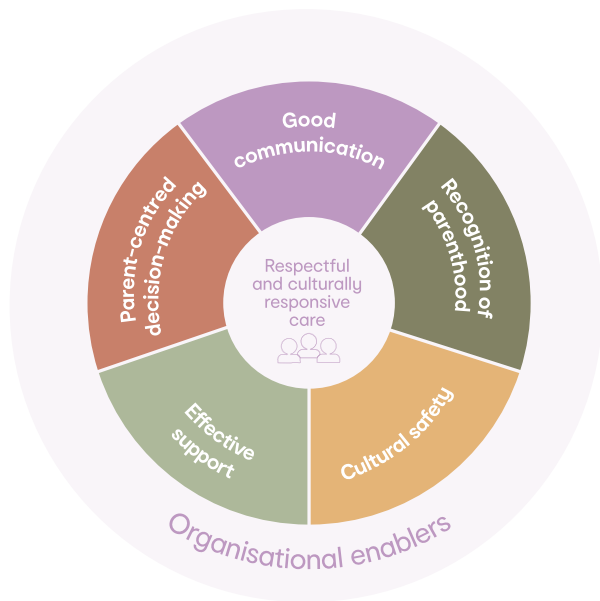 Good
communication
Recognition of
parenthood
Cultural safety
Effective
support
Parent-centred
decision-making
Respectful
and culturally
responsive
care
Organisational enablers